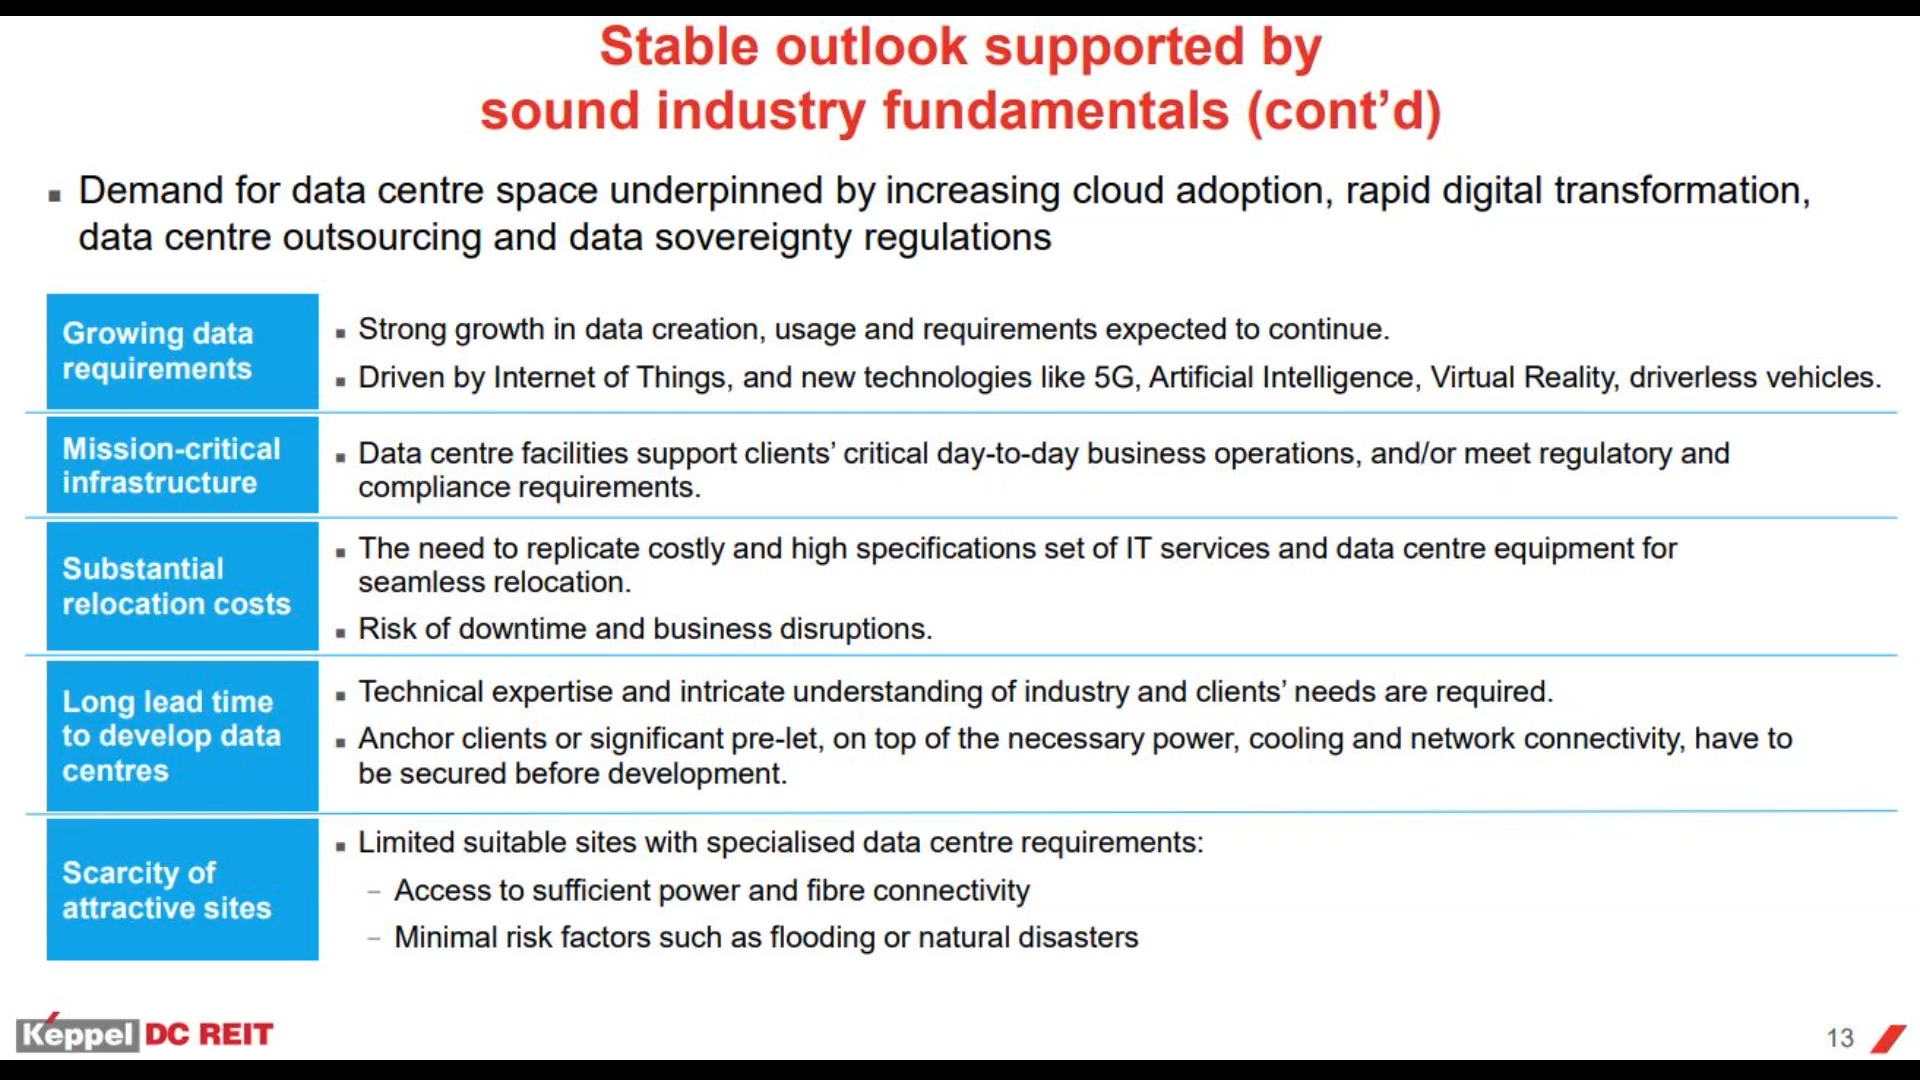 Stable outlook supported by
sound industry fundamentals (cont’d)
▪ Demand for data centre space underpinned by increasing cloud adoption, rapid digital transformation,
data centre outsourcing and data sovereignty regulations
Growing data
requirements
▪ Strong growth in data creation, usage and requirements expected to continue.
▪ Driven by Internet of Things, and new technologies like 5G, Artificial Intelligence, Virtual Reality, driverless vehicles.
Mission-critical
infrastructure
▪ Data centre facilities support clients’ critical day-to-day business operations, and/or meet regulatory and
compliance requirements.
Substantial
relocation costs
▪ The need to replicate costly and high specifications set of IT services and data centre equipment for
seamless relocation.
▪ Risk of downtime and business disruptions.
Long lead time
to develop data
centres
▪ Technical expertise and intricate understanding of industry and clients’ needs are required.
▪ Anchor clients or significant pre-let, on top of the necessary power, cooling and network connectivity, have to
be secured before development.
Scarcity of
attractive sites
▪ Limited suitable sites with specialised data centre requirements:
− Access to sufficient power and fibre connectivity
− Minimal risk factors such as flooding or natural disasters
Keppel DC REIT
13